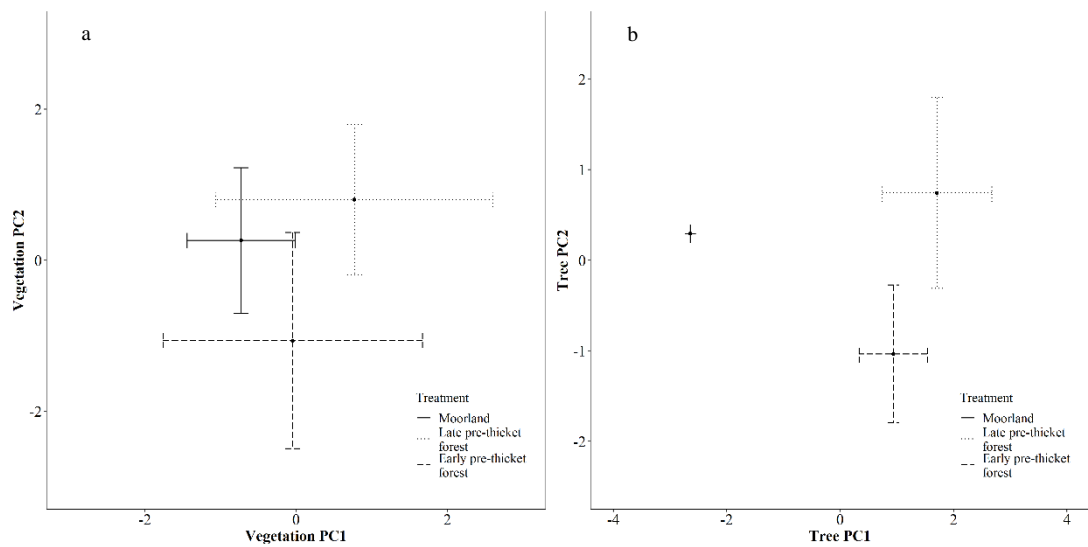 a
2
0
-2
Vegetation PC2
-2
0
2
Vegetation PC1
Treatment
Moorland
Late pre-thicket
forest
Early pre-thicket
forest
b
2
1
0
-1
-2
Tree PC2
-4
-2
0
2
4
Tree PC1
Treatment
Moorland
Late pre-thicket
forest
Early pre-thicket
forest